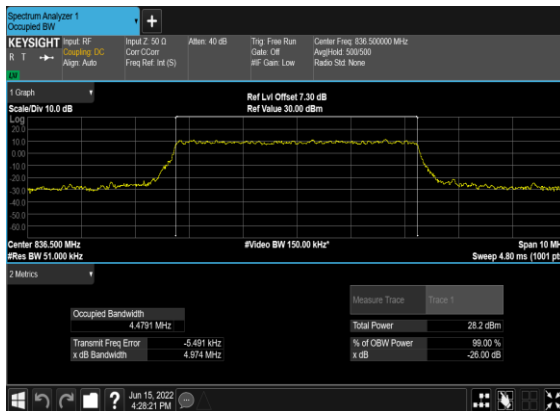 Spectrum Analyzer 1
Occupied BW
KEYSIGHT
R T
Input: RF
Coupling: DC
Align: Auto
Input Z: 50 Ω
Corr CCorr
Freq Ref: Int (S)
Atten: 40 dB
Trig: Free Run
Gate: Off
#IF Gain: Low
Center Freq: 836.500000 MHz
Avg|Hold: 500/500
Radio Std: None
1 Graph
Scale/Div 10.0 dB
Ref Lvl Offset 7.30 dB
Ref Value 30.00 dBm
Log
20.0
10.0
0.00
-10.0
-20.0
-30.0
-40.0
-50.0
-60.0
Center 836.500 MHz
#Res BW 51.000 kHz
#Video BW 150.00 kHz*
Span 10 MH
Sweep 4.80 ms (1001 pt
2 Metrics
Occupied Bandwidth
4.4791 MHz
Transmit Freq Error -5.491 kHz
x dB Bandwidth 4.974 MHz
Measure Trace Trace 1
Total Power 28.2 dBm
% of OBW Power 99.00 %
x dB -26.00 dB
?
Jun 15, 2022
4:28:21 PM